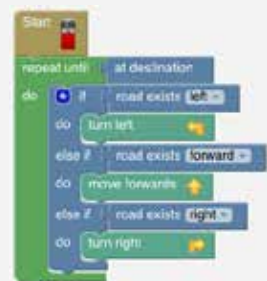 Start
repeat until at destination
do if road exists left
do turn left
else if road exists forward
do move forwards
else if road exists right
do turn right